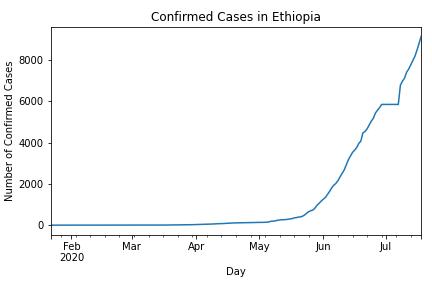 Confirmed Cases in Ethiopia
Number of Confirmed Cases
8000
6000
4000
2000
0
Feb Mar Apr May Jun Jul
2020
Day